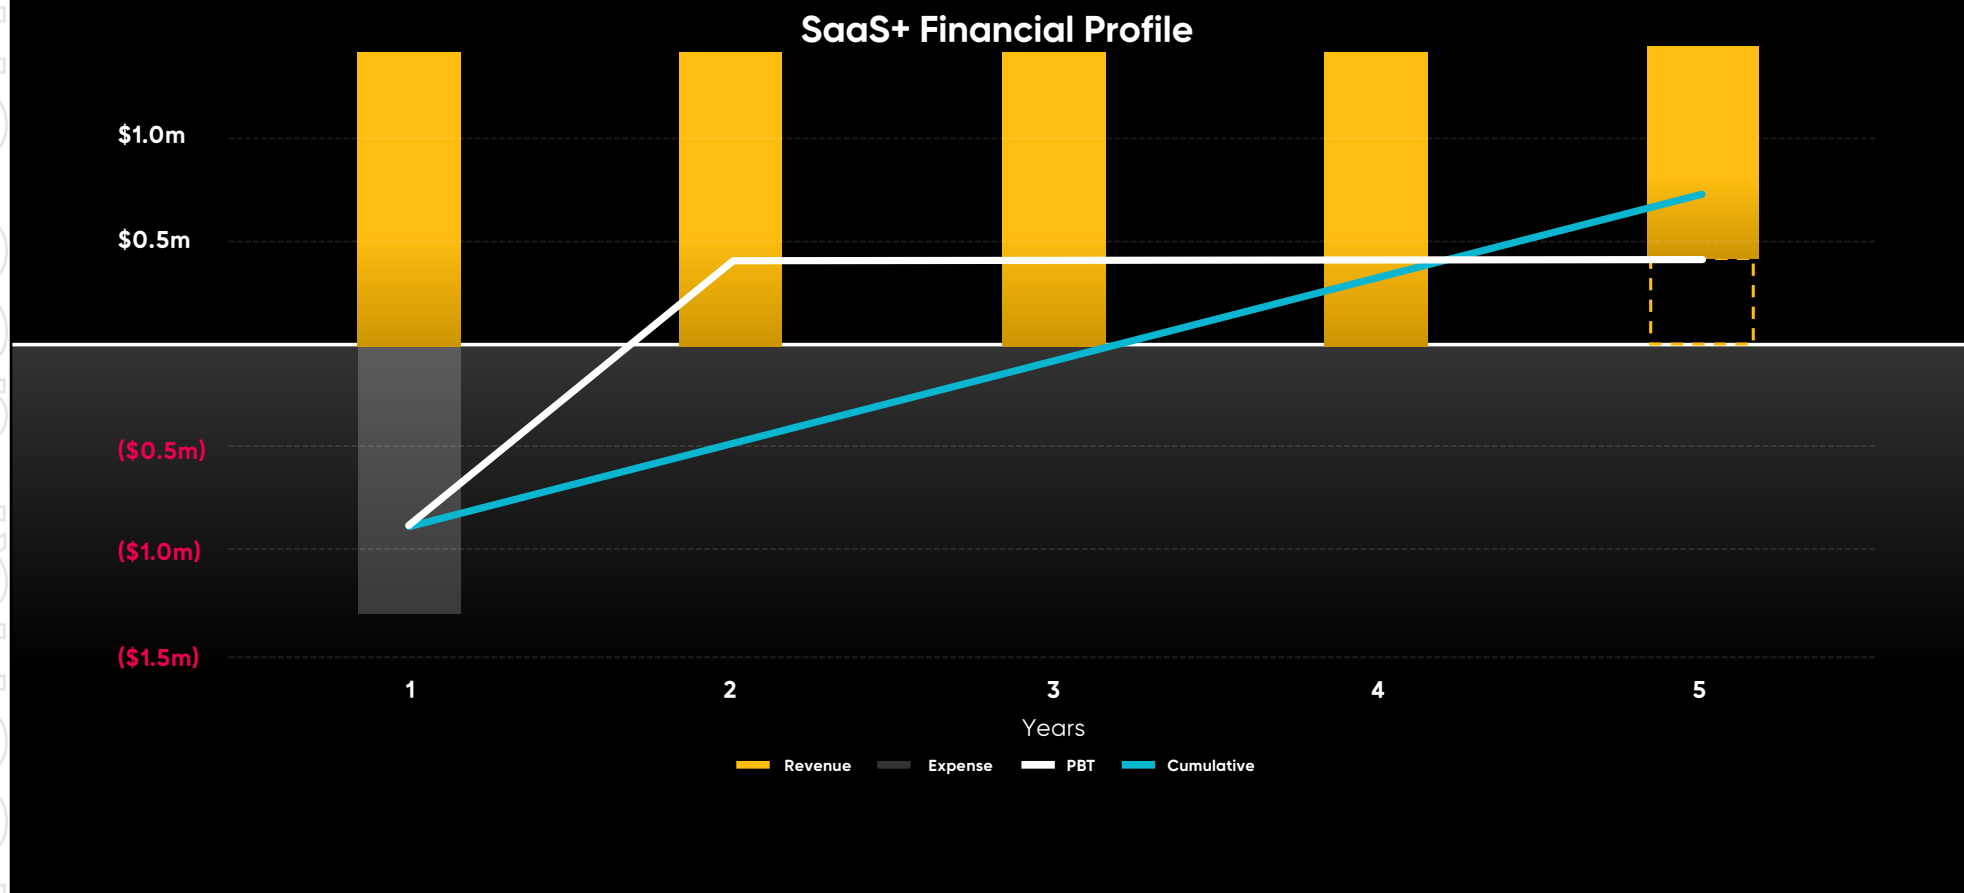 SaaS+ Financial Profile
$1.0m
$0.5m
($0.5m)
($1.0m)
($1.5m)
1 2 3 4 5
Years
Revenue Expense PBT Cumulative